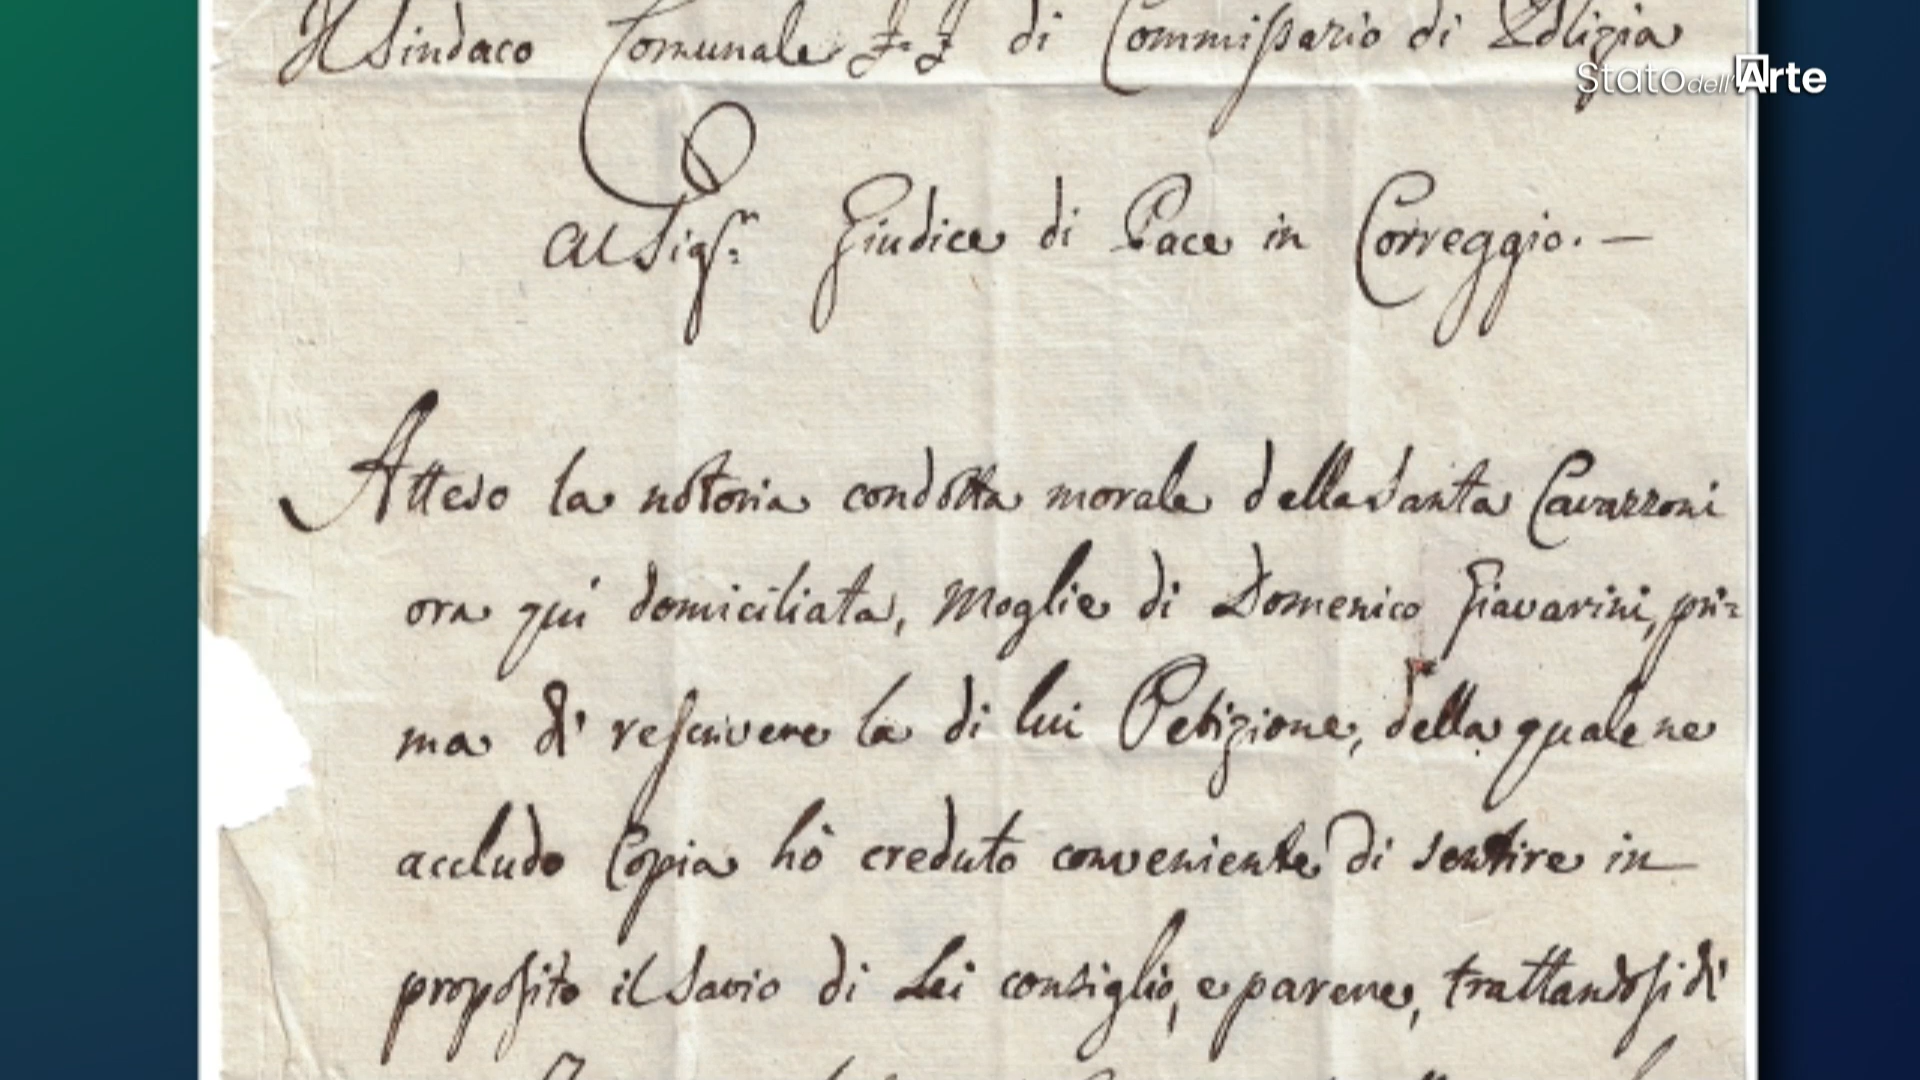 Il Sindaco Comunale ff. di Commissario di Polizia
Stato dell'Arte
Al Sigr. Giudice di Pace in Correggio. —
Atteso la notoria condotta morale della Santa Cavazzoni
ora qui domiciliata, Moglie di Domenico Giavarini, pri=
ma di rescrivere la di lui Petizione, della quale ne
accludo Copia hò creduto conveniente di sentire in
proposito il savio di Lei consiglio, e parere, trattandosi di